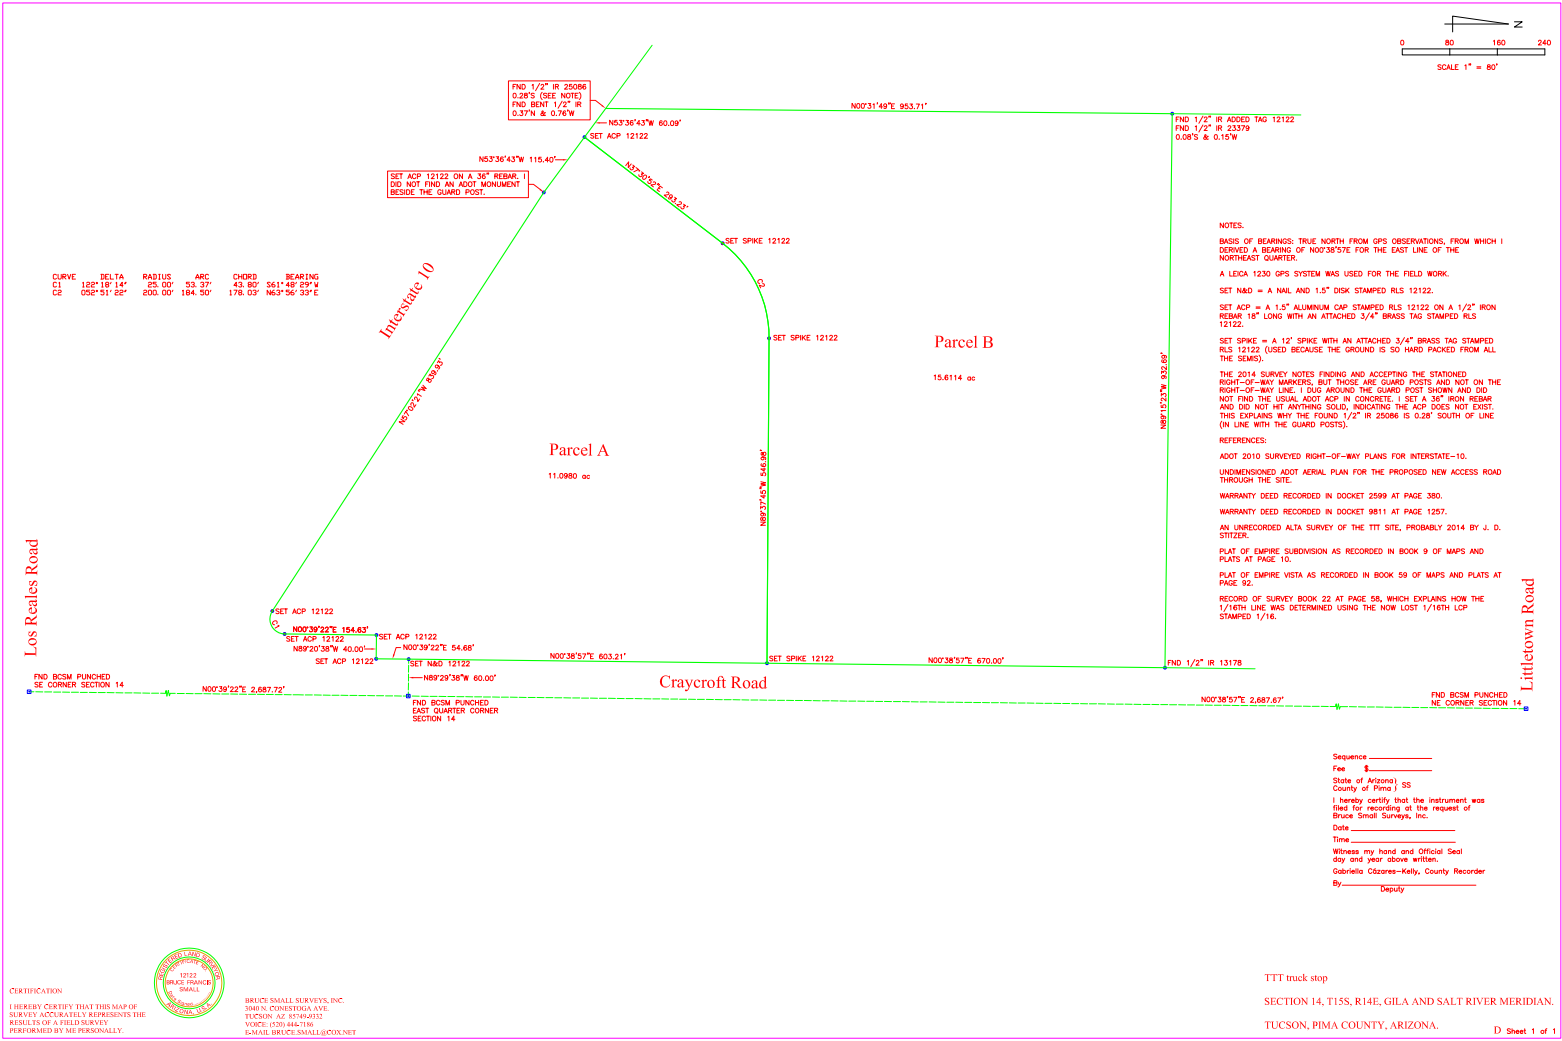 N
0 80 160 240
SCALE 1" = 80'
FND 1/2" IR 25086
0.28'S (SEE NOTE)
FND BENT 1/2" IR
0.37'N & 0.76'W
N00°31'49"E 953.71'
FND 1/2" IR ADDED TAG 12122
FND 1/2" IR 23379
0.08'S & 0.15'W
N53°36'43"W 60.09'
SET ACP 12122
N53°36'43"W 115.40'
SET ACP 12122 ON A 36" REBAR. I
DID NOT FIND AN ADOT MONUMENT
BESIDE THE GUARD POST.
N37°30'52"E 293.23'
SET SPIKE 12122
C2
SET SPIKE 12122
CURVE DELTA RADIUS ARC CHORD BEARING
C1 122°18'14" 25.00' 53.37' 43.80' S61°48'29"W
C2 052°51'22" 200.00' 184.50' 178.03' N63°56'33"E
Interstate 10
N57°02'21"W 839.93'
Parcel A
11.0980 ac
Parcel B
15.6114 ac
N89°37'45"W 546.98'
N89°15'23"W 932.69'
NOTES.
BASIS OF BEARINGS: TRUE NORTH FROM GPS OBSERVATIONS, FROM WHICH I
DERIVED A BEARING OF N00°38'57E FOR THE EAST LINE OF THE
NORTHEAST QUARTER.
A LEICA 1230 GPS SYSTEM WAS USED FOR THE FIELD WORK.
SET N&D = A NAIL AND 1.5" DISK STAMPED RLS 12122.
SET ACP = A 1.5" ALUMINUM CAP STAMPED RLS 12122 ON A 1/2" IRON
REBAR 18" LONG WITH AN ATTACHED 3/4" BRASS TAG STAMPED RLS
12122.
SET SPIKE = A 12' SPIKE WITH AN ATTACHED 3/4" BRASS TAG STAMPED
RLS 12122 (USED BECAUSE THE GROUND IS SO HARD PACKED FROM ALL
THE SEMIS).
THE 2014 SURVEY NOTES FINDING AND ACCEPTING THE STATIONED
RIGHT-OF-WAY MARKERS, BUT THOSE ARE GUARD POSTS AND NOT ON THE
RIGHT-OF-WAY LINE. I DUG AROUND THE GUARD POST SHOWN AND DID
NOT FIND THE USUAL ADOT ACP IN CONCRETE. I SET A 36" IRON REBAR
AND DID NOT HIT ANYTHING SOLID, INDICATING THE ACP DOES NOT EXIST.
THIS EXPLAINS WHY THE FOUND 1/2" IR 25086 IS 0.28' SOUTH OF LINE
(IN LINE WITH THE GUARD POSTS).
REFERENCES:
ADOT 2010 SURVEYED RIGHT-OF-WAY PLANS FOR INTERSTATE-10.
UNDIMENSIONED ADOT AERIAL PLAN FOR THE PROPOSED NEW ACCESS ROAD
THROUGH THE SITE.
WARRANTY DEED RECORDED IN DOCKET 2599 AT PAGE 380.
WARRANTY DEED RECORDED IN DOCKET 9811 AT PAGE 1257.
AN UNRECORDED ALTA SURVEY OF THE TTT SITE, PROBABLY 2014 BY J. D.
STITZER.
PLAT OF EMPIRE SUBDIVISION AS RECORDED IN BOOK 9 OF MAPS AND
PLATS AT PAGE 10.
PLAT OF EMPIRE VISTA AS RECORDED IN BOOK 59 OF MAPS AND PLATS AT
PAGE 92.
RECORD OF SURVEY BOOK 22 AT PAGE 58, WHICH EXPLAINS HOW THE
1/16TH LINE WAS DETERMINED USING THE NOW LOST 1/16TH LCP
STAMPED 1/16.
Los Reales Road
Littletown Road
SET ACP 12122
C1
N00°39'22"E 154.63'
SET ACP 12122
SET ACP 12122
N89°20'38"W 40.00'
N00°39'22"E 54.68'
SET ACP 12122
SET N&D 12122
N00°38'57"E 603.21'
SET SPIKE 12122
N00°38'57"E 670.00'
FND 1/2" IR 13178
N89°29'38"W 60.00'
Craycroft Road
FND BCSM PUNCHED
SE CORNER SECTION 14
N00°39'22"E 2,687.72'
FND BCSM PUNCHED
EAST QUARTER CORNER
SECTION 14
N00°38'57"E 2,687.67'
FND BCSM PUNCHED
NE CORNER SECTION 14
Sequence
Fee $
State of Arizona
County of Pima
} SS
I hereby certify that the instrument was
filed for recording at the request of
Bruce Small Surveys, Inc.
Date
Time
Witness my hand and Official Seal
day and year above written.
Gabriella Cázares-Kelly, County Recorder
By
Deputy
CERTIFICATION
I HEREBY CERTIFY THAT THIS MAP OF
SURVEY ACCURATELY REPRESENTS THE
RESULTS OF A FIELD SURVEY
PERFORMED BY ME PERSONALLY.
REGISTERED LAND SURVEYOR
CERTIFICATE NO.
12122
BRUCE FRANCIS
SMALL
ARIZONA, U.S.A.
BRUCE SMALL SURVEYS, INC.
3040 N. CONESTOGA AVE.
TUCSON AZ 85749-9332
VOICE: (520) 444-7186
E-MAIL BRUCE.SMALL@COX.NET
TTT truck stop
SECTION 14, T15S, R14E, GILA AND SALT RIVER MERIDIAN.
TUCSON, PIMA COUNTY, ARIZONA.
D Sheet 1 of 1